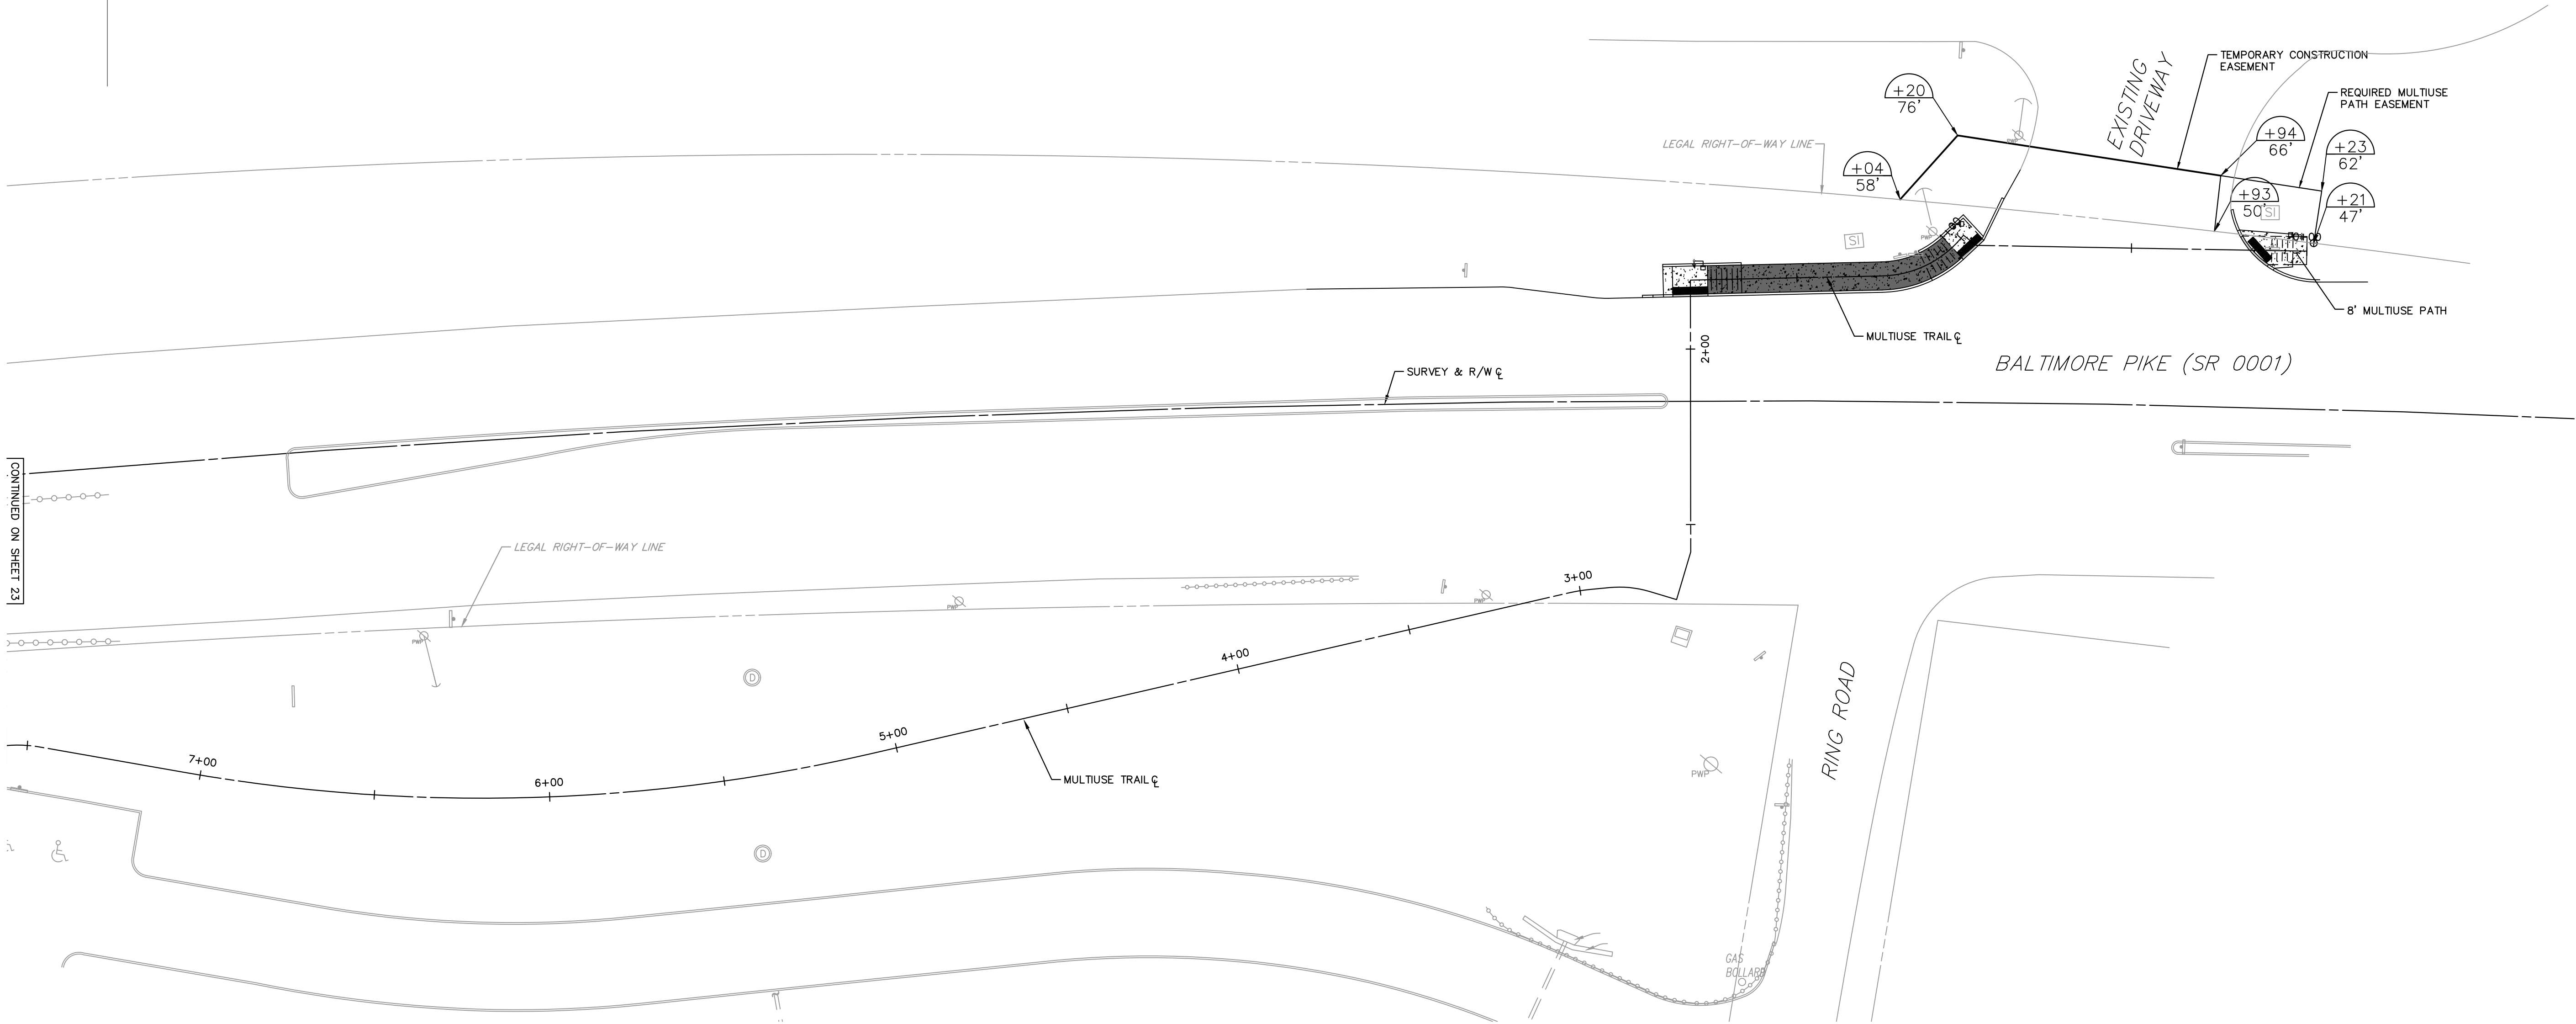 TEMPORARY CONSTRUCTION
EASEMENT
EXISTING
DRIVEWAY
REQUIRED MULTIUSE
PATH EASEMENT
+20
76'
LEGAL RIGHT-OF-WAY LINE
+04
58'
PWP
+94
66'
+23
62'
+93
50'
SI
+21
47'
PWP
SI
8' MULTIUSE PATH
MULTIUSE TRAIL ℄
2+00
BALTIMORE PIKE (SR 0001)
SURVEY & R/W ℄
CONTINUED ON SHEET 23
LEGAL RIGHT-OF-WAY LINE
3+00
PWP
PWP
PWP
4+00
D
RING ROAD
5+00
7+00
6+00
MULTIUSE TRAIL ℄
PWP
D
GAS
BOLLARD